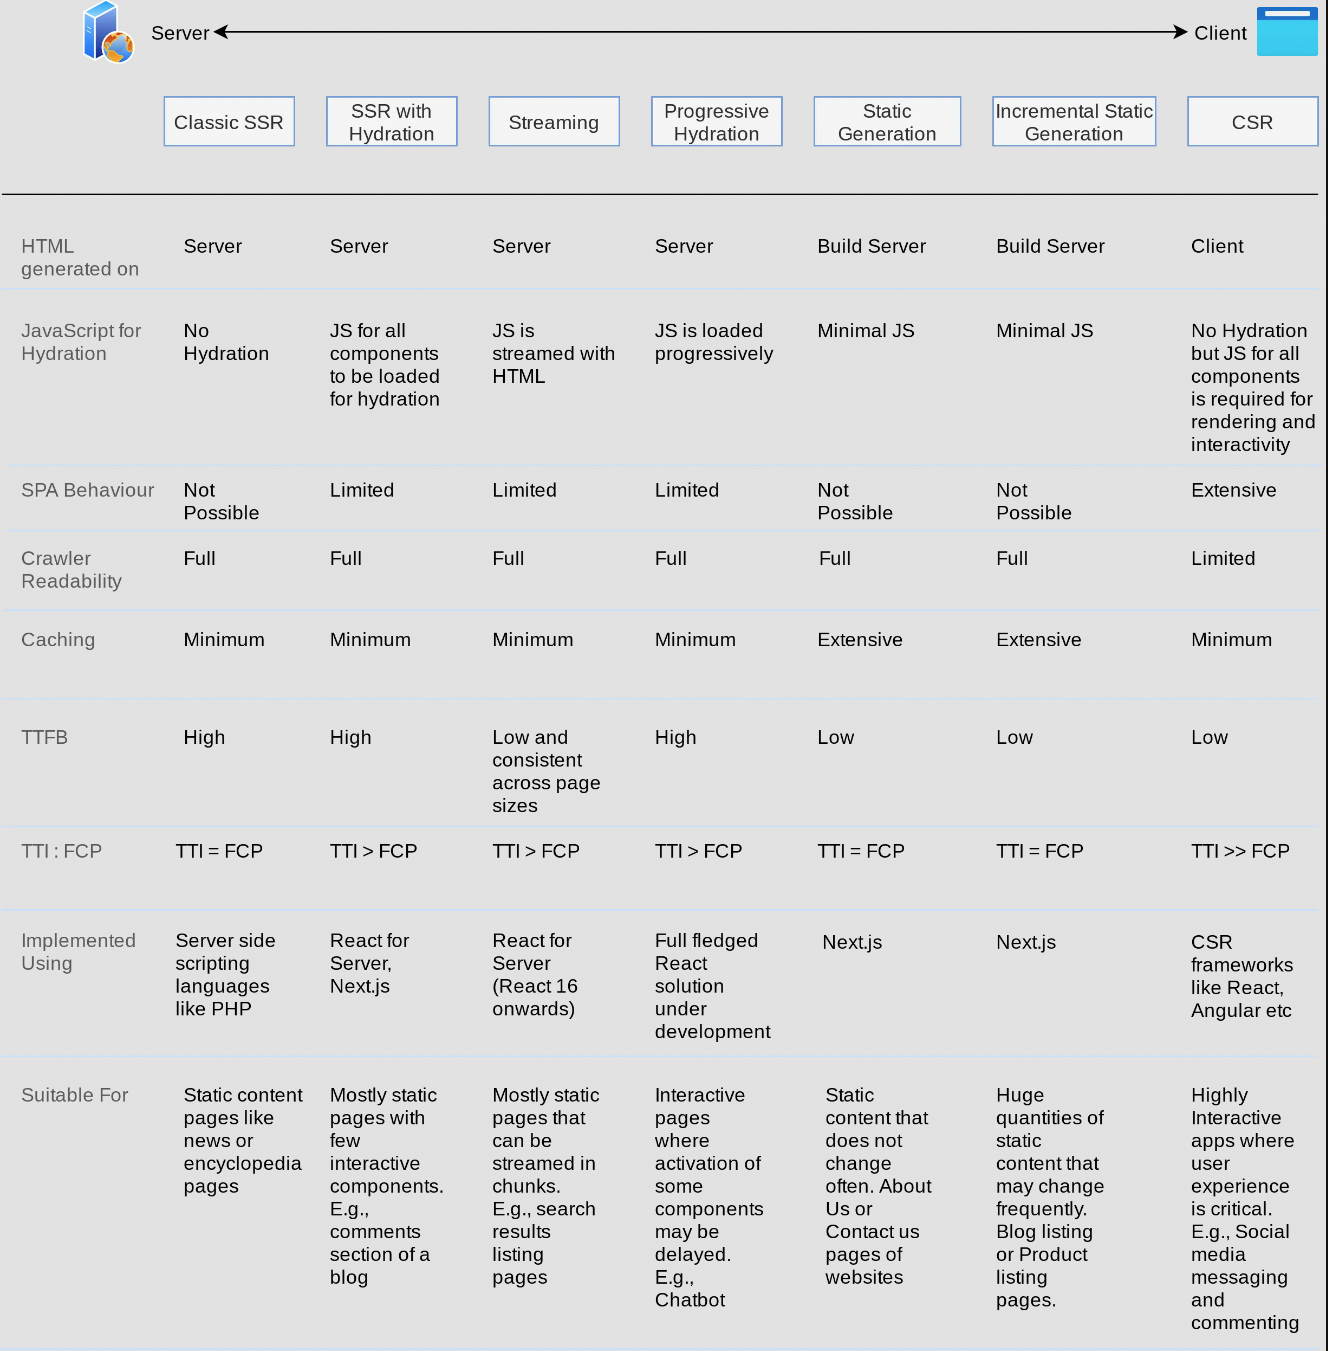 Server
Client
Classic SSR
SSR with
Hydration
Streaming
Progressive
Hydration
Static
Generation
Incremental Static
Generation
CSR
HTML
generated on
Server
Server
Server
Server
Build Server
Build Server
Client
JavaScript for
Hydration
No
Hydration
JS for all
components
to be loaded
for hydration
JS is
streamed with
HTML
JS is loaded
progressively
Minimal JS
Minimal JS
No Hydration
but JS for all
components
is required for
rendering and
interactivity
SPA Behaviour
Not
Possible
Limited
Limited
Limited
Not
Possible
Not
Possible
Extensive
Crawler
Readability
Full
Full
Full
Full
Full
Full
Limited
Caching
Minimum
Minimum
Minimum
Minimum
Extensive
Extensive
Minimum
TTFB
High
High
Low and
consistent
across page
sizes
High
Low
Low
Low
TTI : FCP
TTI = FCP
TTI > FCP
TTI > FCP
TTI > FCP
TTI = FCP
TTI = FCP
TTI >> FCP
Implemented
Using
Server side
scripting
languages
like PHP
React for
Server,
Next.js
React for
Server
(React 16
onwards)
Full fledged
React
solution
under
development
Next.js
Next.js
CSR
frameworks
like React,
Angular etc
Suitable For
Static content
pages like
news or
encyclopedia
pages
Mostly static
pages with
few
interactive
components.
E.g.,
comments
section of a
blog
Mostly static
pages that
can be
streamed in
chunks.
E.g., search
results
listing
pages
Interactive
pages
where
activation of
some
components
may be
delayed.
E.g.,
Chatbot
Static
content that
does not
change
often. About
Us or
Contact us
pages of
websites
Huge
quantities of
static
content that
may change
frequently.
Blog listing
or Product
listing
pages.
Highly
Interactive
apps where
user
experience
is critical.
E.g., Social
media
messaging
and
commenting